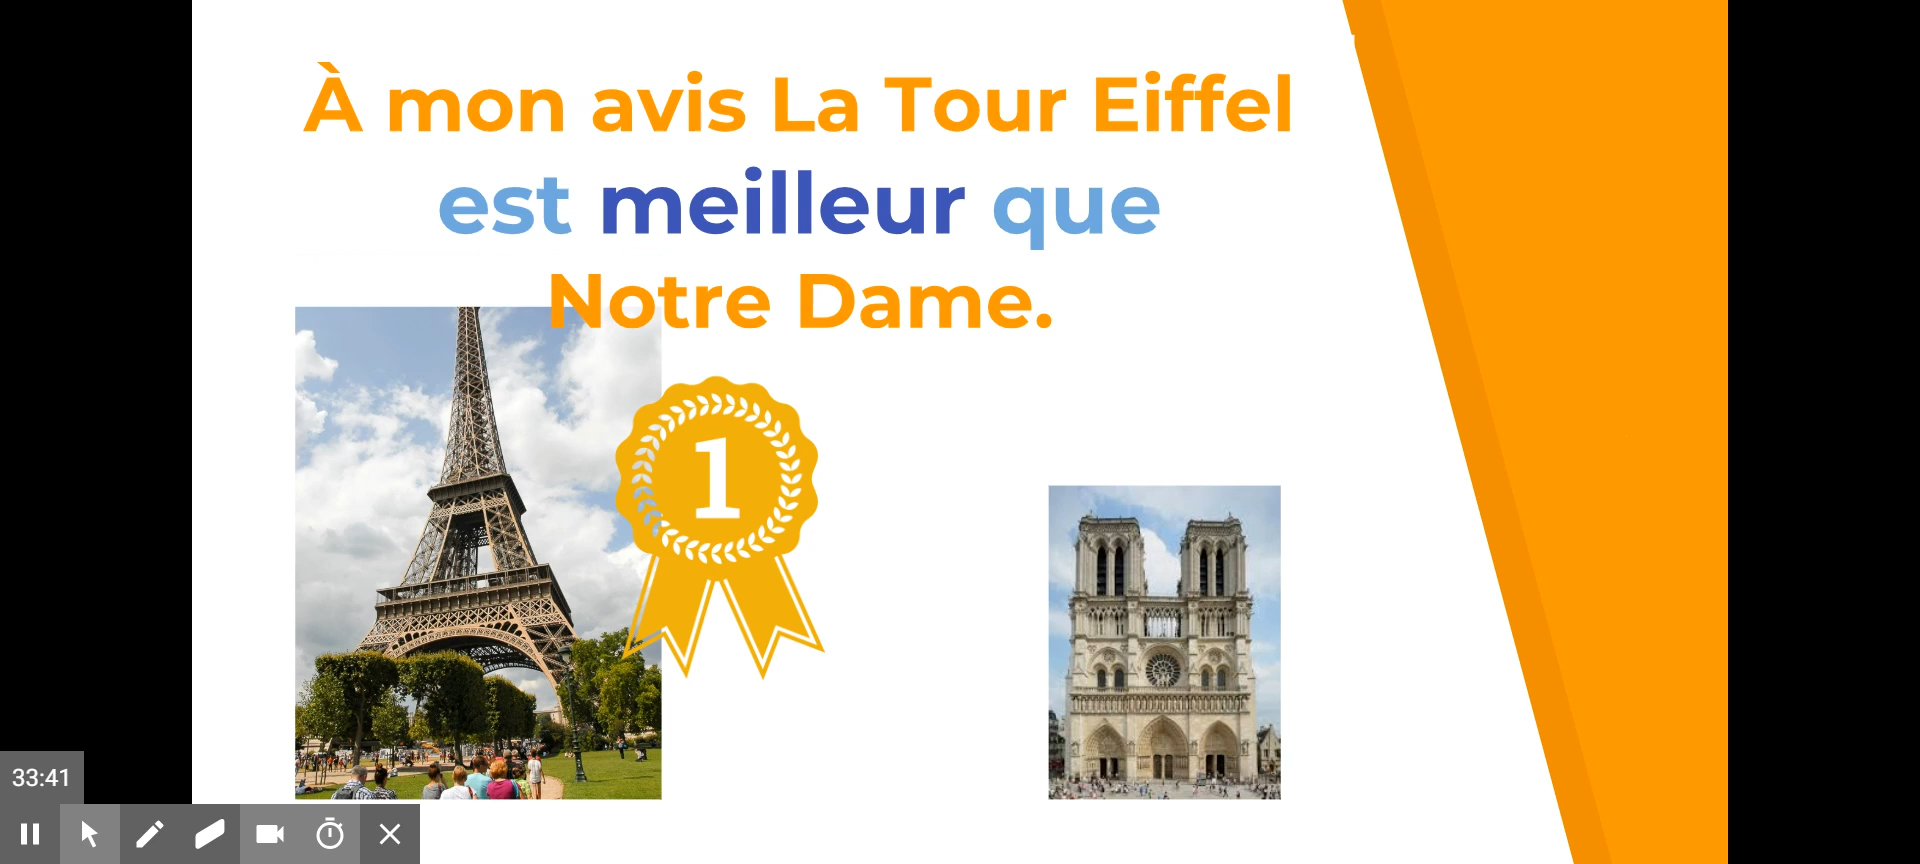 À mon avis La Tour Eiffel
est meilleur que
Notre Dame.
1
33:41